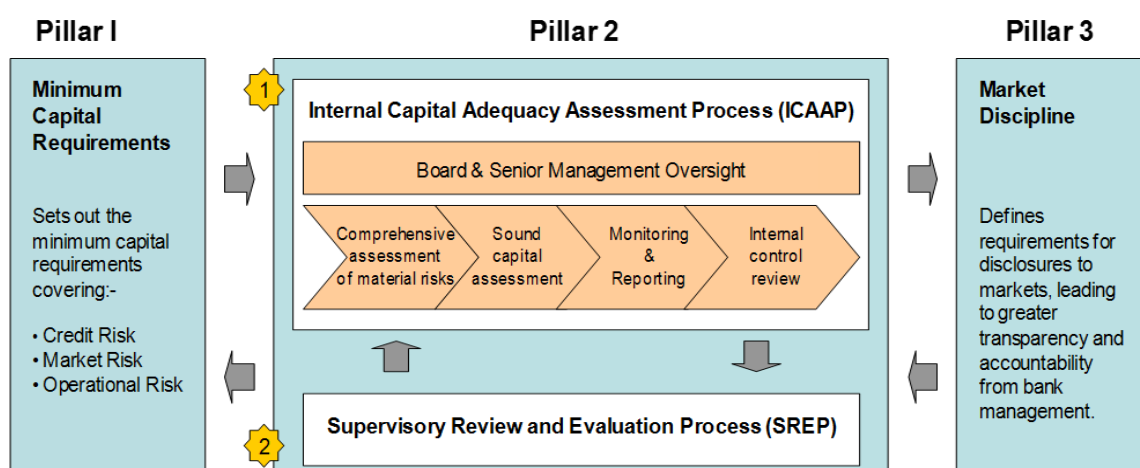 Pillar I
Minimum
Capital
Requirements
Sets out the
minimum capital
requirements
covering:-
• Credit Risk
• Market Risk
• Operational Risk
Pillar 2
1
Internal Capital Adequacy Assessment Process (ICAAP)
Board & Senior Management Oversight
Comprehensive
assessment
of material risks
Sound
capital
assessment
Monitoring
&
Reporting
Internal
control
review
2
Supervisory Review and Evaluation Process (SREP)
Pillar 3
Market
Discipline
Defines
requirements for
disclosures to
markets, leading
to greater
transparency and
accountability
from bank
management.